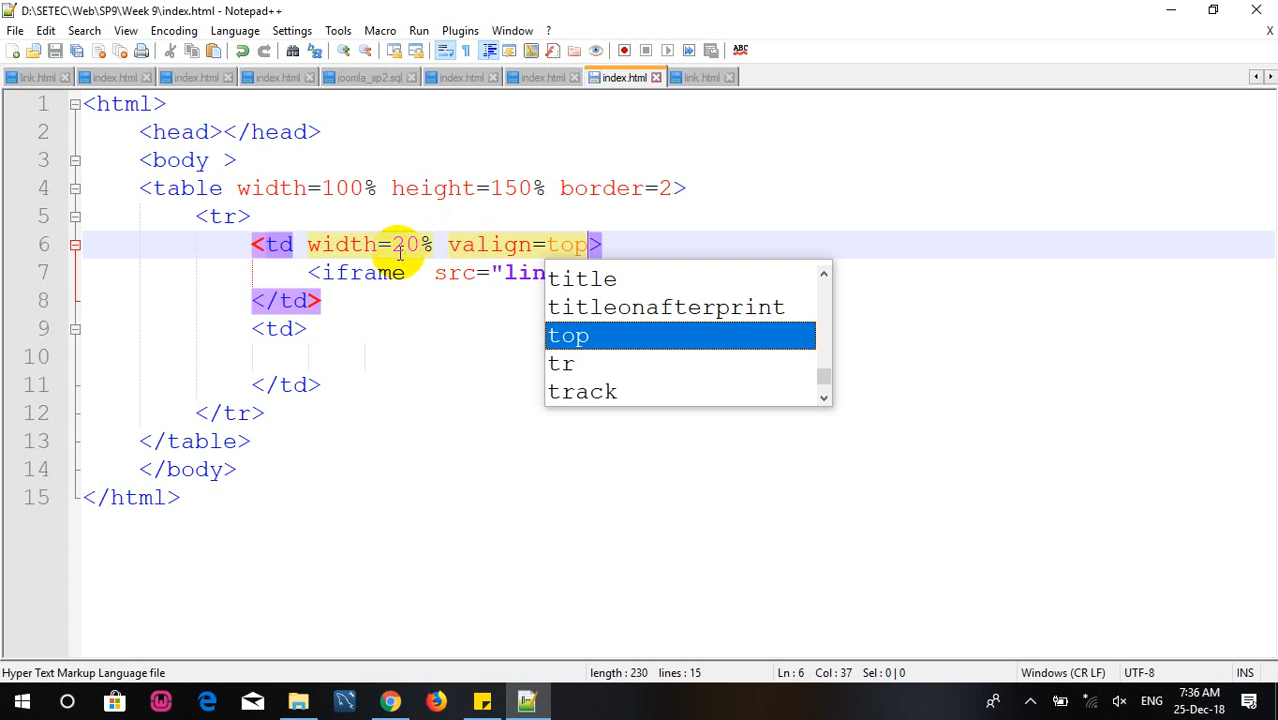 D:\SETEC\Web\SP9\Week 9\index.html - Notepad++
File Edit Search View Encoding Language Settings Tools Macro Run Plugins Window ?
X
ABC
link.html index.html index.html index.html joomla_sp2.sql index.html index.html index.html link.html
1 <html>
2 <head></head>
3 <body >
4 <table width=100% height=150% border=2>
5 <tr>
6 <td width=20% valign=top>
7 <iframe src="lin
title
titleonafterprint
top
tr
track
8 </td>
9 <td>
10
11 </td>
12 </tr>
13 </table>
14 </body>
15 </html>
Hyper Text Markup Language file length : 230 lines : 15 Ln : 6 Col : 37 Sel : 0 | 0 Windows (CR LF) UTF-8 INS
ENG
7:36 AM
25-Dec-18